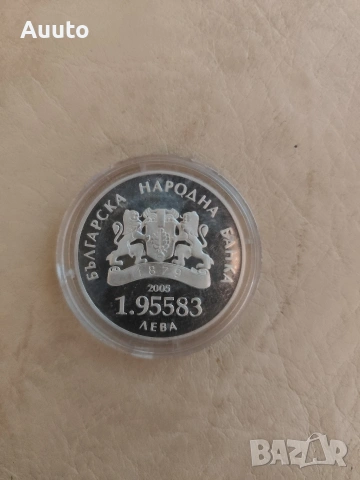 Auuto
БЪЛГАРСКА НАРОДНА БАНКА
1879
2005
1.95583
ЛЕВА
BAZAR